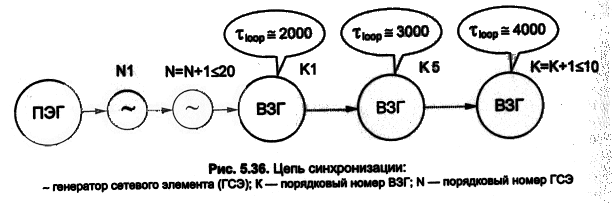 τloop≅2000
τloop≅3000
τloop≅4000
N1
N=N+1≤20
K1
K5
K=K+1≤10
ПЭГ
~
~
ВЗГ
ВЗГ
ВЗГ
Рис. 5.36. Цепь синхронизации:
~ генератор сетевого элемента (ГСЭ); К — порядковый номер ВЗГ; N — порядковый номер ГСЭ